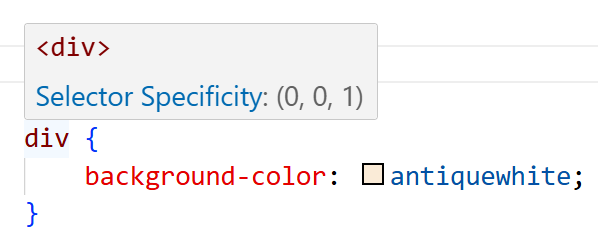 <div>
Selector Specificity: (0, 0, 1)
div {
    background-color: antiquewhite;
}